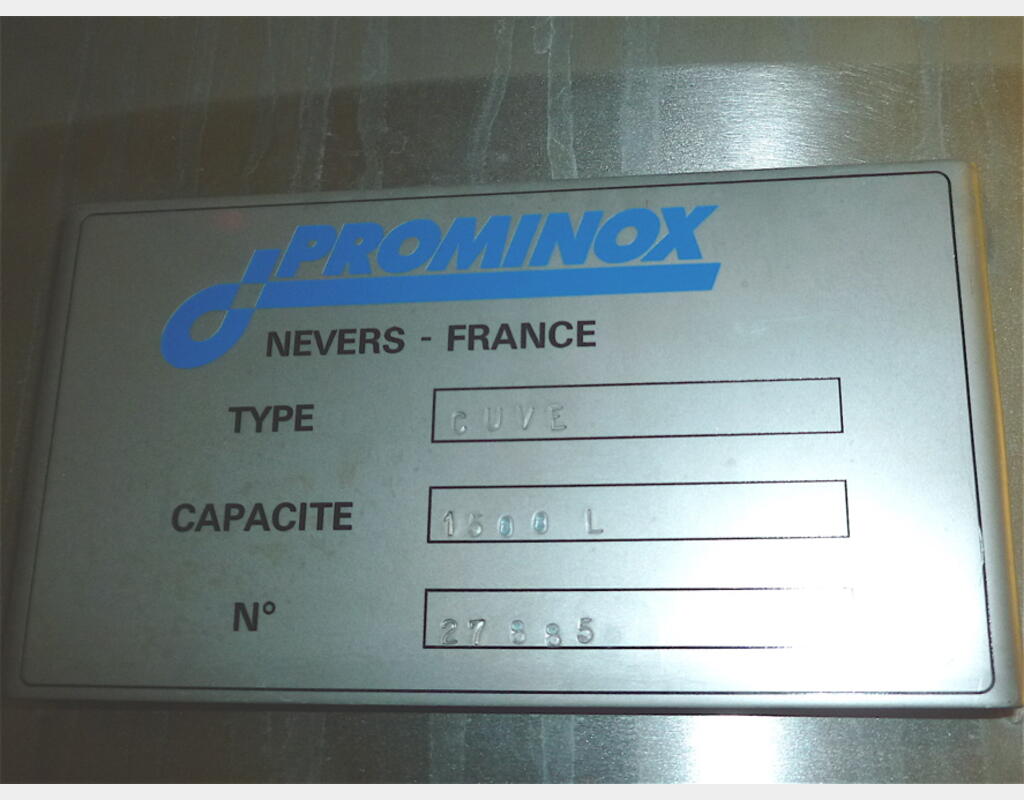 PROMINOX
NEVERS - FRANCE
TYPE CUVE
CAPACITE 1500 L
N° 27885